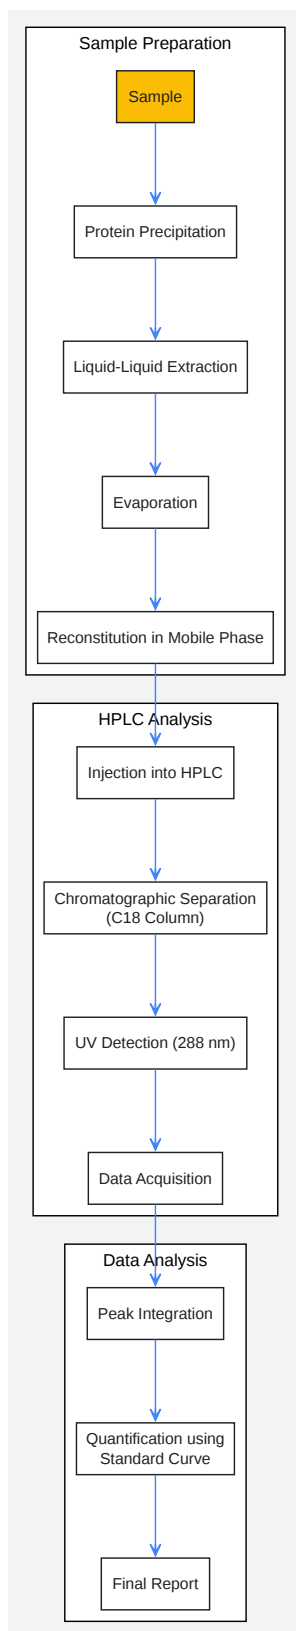 Sample Preparation
Sample
Protein Precipitation
Liquid-Liquid Extraction
Evaporation
Reconstitution in Mobile Phase
HPLC Analysis
Injection into HPLC
Chromatographic Separation
(C18 Column)
UV Detection (288 nm)
Data Acquisition
Data Analysis
Peak Integration
Quantification using
Standard Curve
Final Report